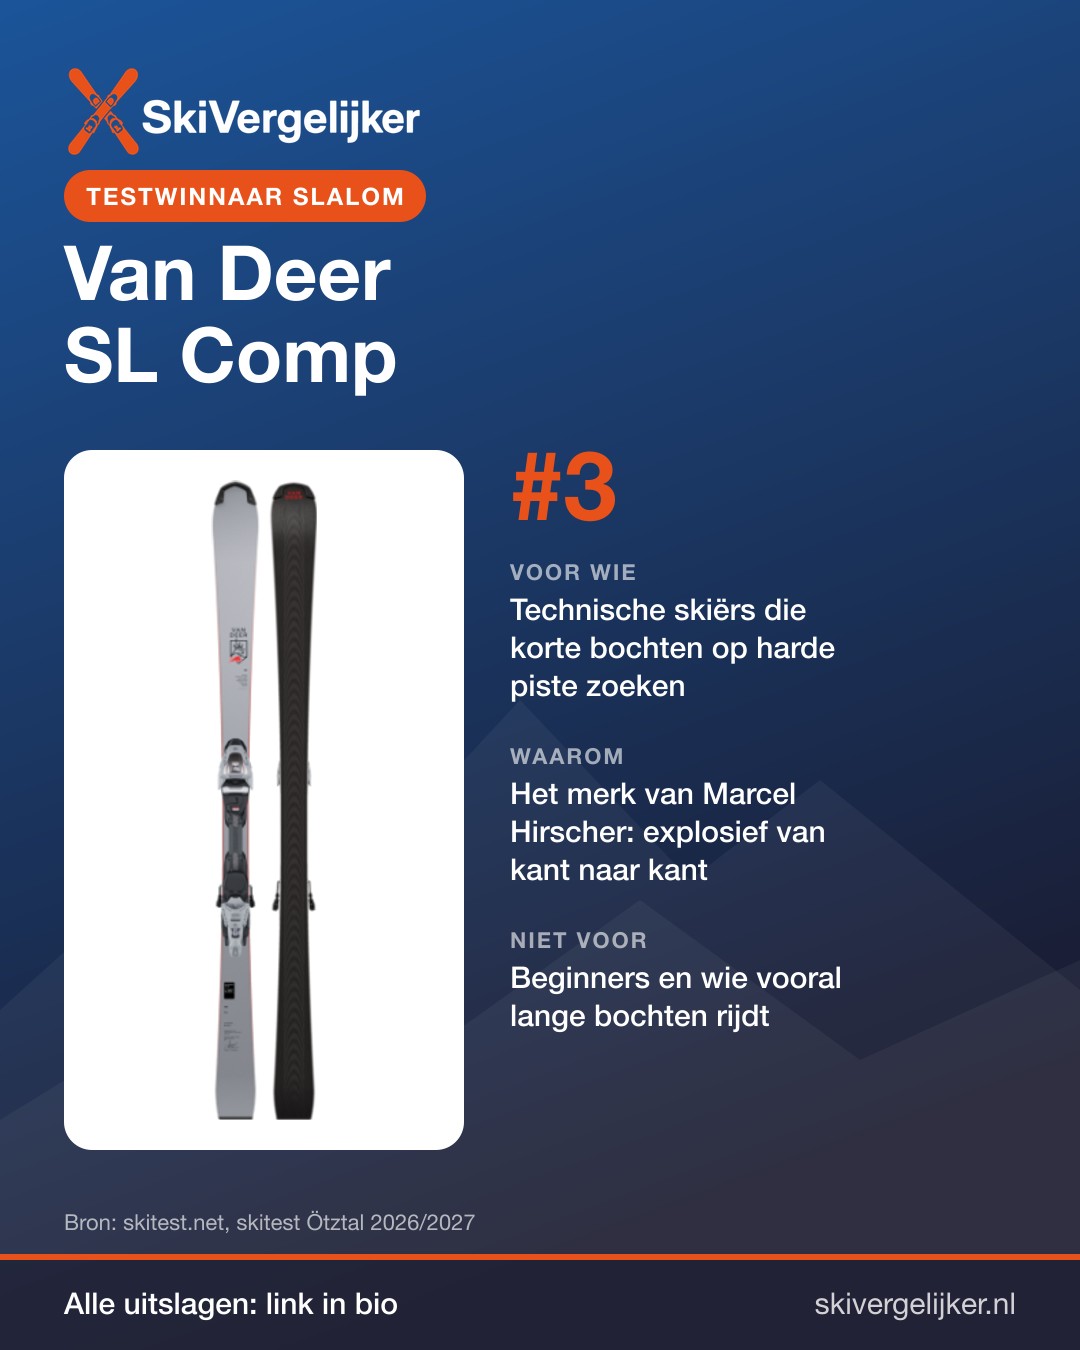 SkiVergelijker
TESTWINNAAR SLALOM
Van Deer
SL Comp
#3
VOOR WIE
Technische skiërs die
korte bochten op harde
piste zoeken
WAAROM
Het merk van Marcel
Hirscher: explosief van
kant naar kant
NIET VOOR
Beginners en wie vooral
lange bochten rijdt
VAN
DEER
Bron: skitest.net, skitest Ötztal 2026/2027
Alle uitslagen: link in bio
skivergelijker.nl